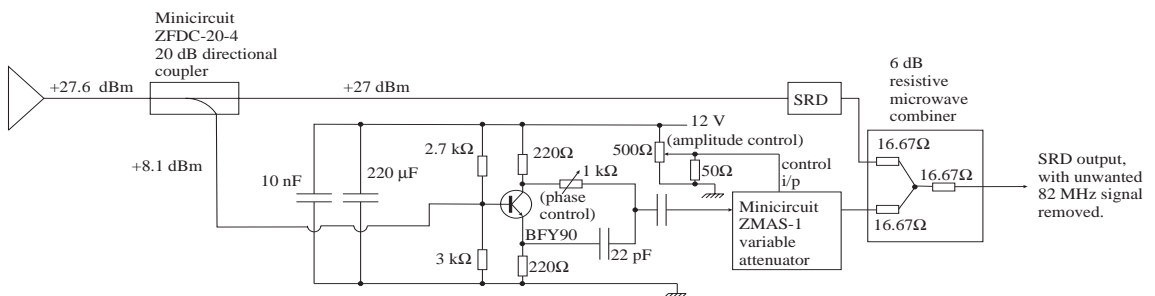 Minicircuit
ZFDC-20-4
20 dB directional
coupler
+27.6 dBm
+27 dBm
+8.1 dBm
10 nF
220 μF
2.7 kΩ
3 kΩ
220Ω
1 kΩ
(phase
control)
BFY90
220Ω
22 pF
12 V
(amplitude control)
500Ω
50Ω
control
i/p
Minicircuit
ZMAS-1
variable
attenuator
SRD
6 dB
resistive
microwave
combiner
16.67Ω
16.67Ω
16.67Ω
SRD output,
with unwanted
82 MHz signal
removed.